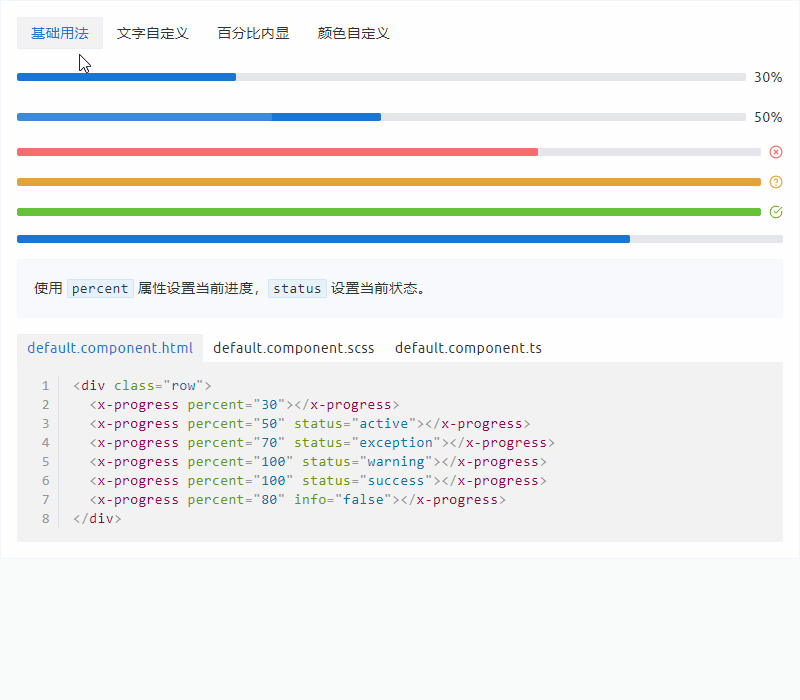 基础用法 文字自定义 百分比内显 颜色自定义
30%
50%
使用 percent 属性设置当前进度，status 设置当前状态。
default.component.html default.component.scss default.component.ts
1 <div class="row">
2 <x-progress percent="30"></x-progress>
3 <x-progress percent="50" status="active"></x-progress>
4 <x-progress percent="70" status="exception"></x-progress>
5 <x-progress percent="100" status="warning"></x-progress>
6 <x-progress percent="100" status="success"></x-progress>
7 <x-progress percent="80" info="false"></x-progress>
8 </div>